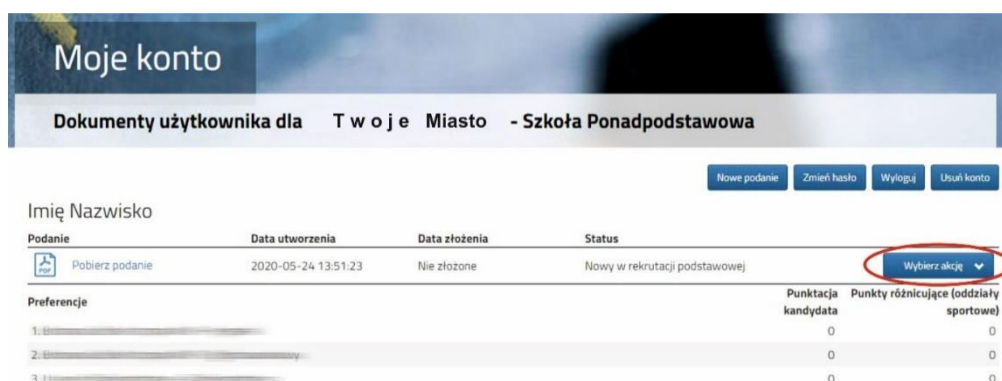 Moje konto
Dokumenty użytkownika dla T w o j e Miasto - Szkoła Ponadpodstawowa
Nowe podanie Zmień hasło Wyloguj Usuń konto
Imię Nazwisko
Podanie Data utworzenia Data złożenia Status
PDF Pobierz podanie 2020-05-24 13:51:23 Nie złożone Nowy w rekrutacji podstawowej Wybierz akcję
Preferencje Punktacja kandydata Punkty różnicujące (oddziały sportowe)
1. 0 0
2. 0 0
3. 0 0